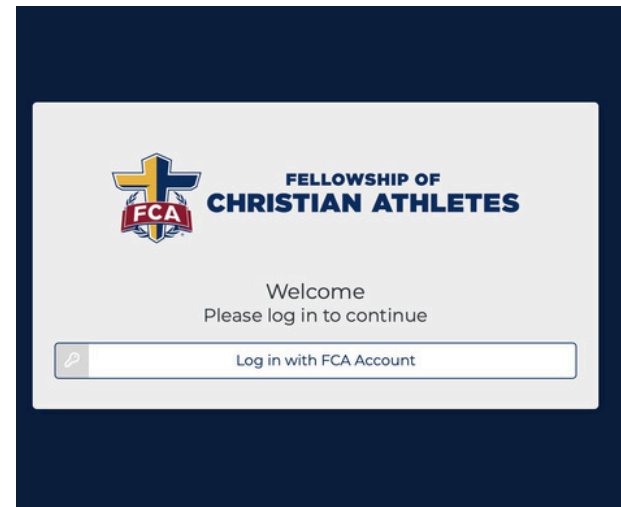 FCA
FELLOWSHIP OF
CHRISTIAN ATHLETES
Welcome
Please log in to continue
Log in with FCA Account